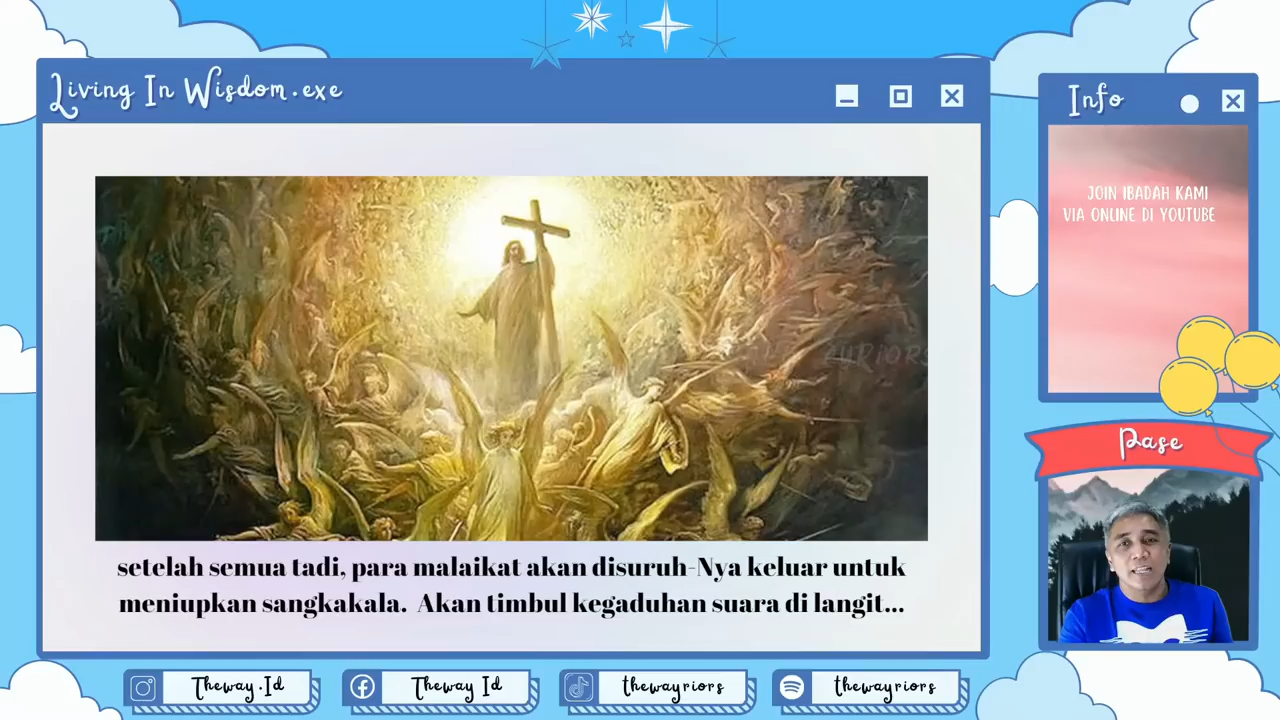 Living In Wisdom.exe
Info
JOIN IBADAH KAMI
VIA ONLINE DI YOUTUBE
Pase
setelah semua tadi, para malaikat akan disuruh-Nya keluar untuk
meniupkan sangkakala. Akan timbul kegaduhan suara di langit...
Theway.Id
Theway Id
thewayriors
thewayriors